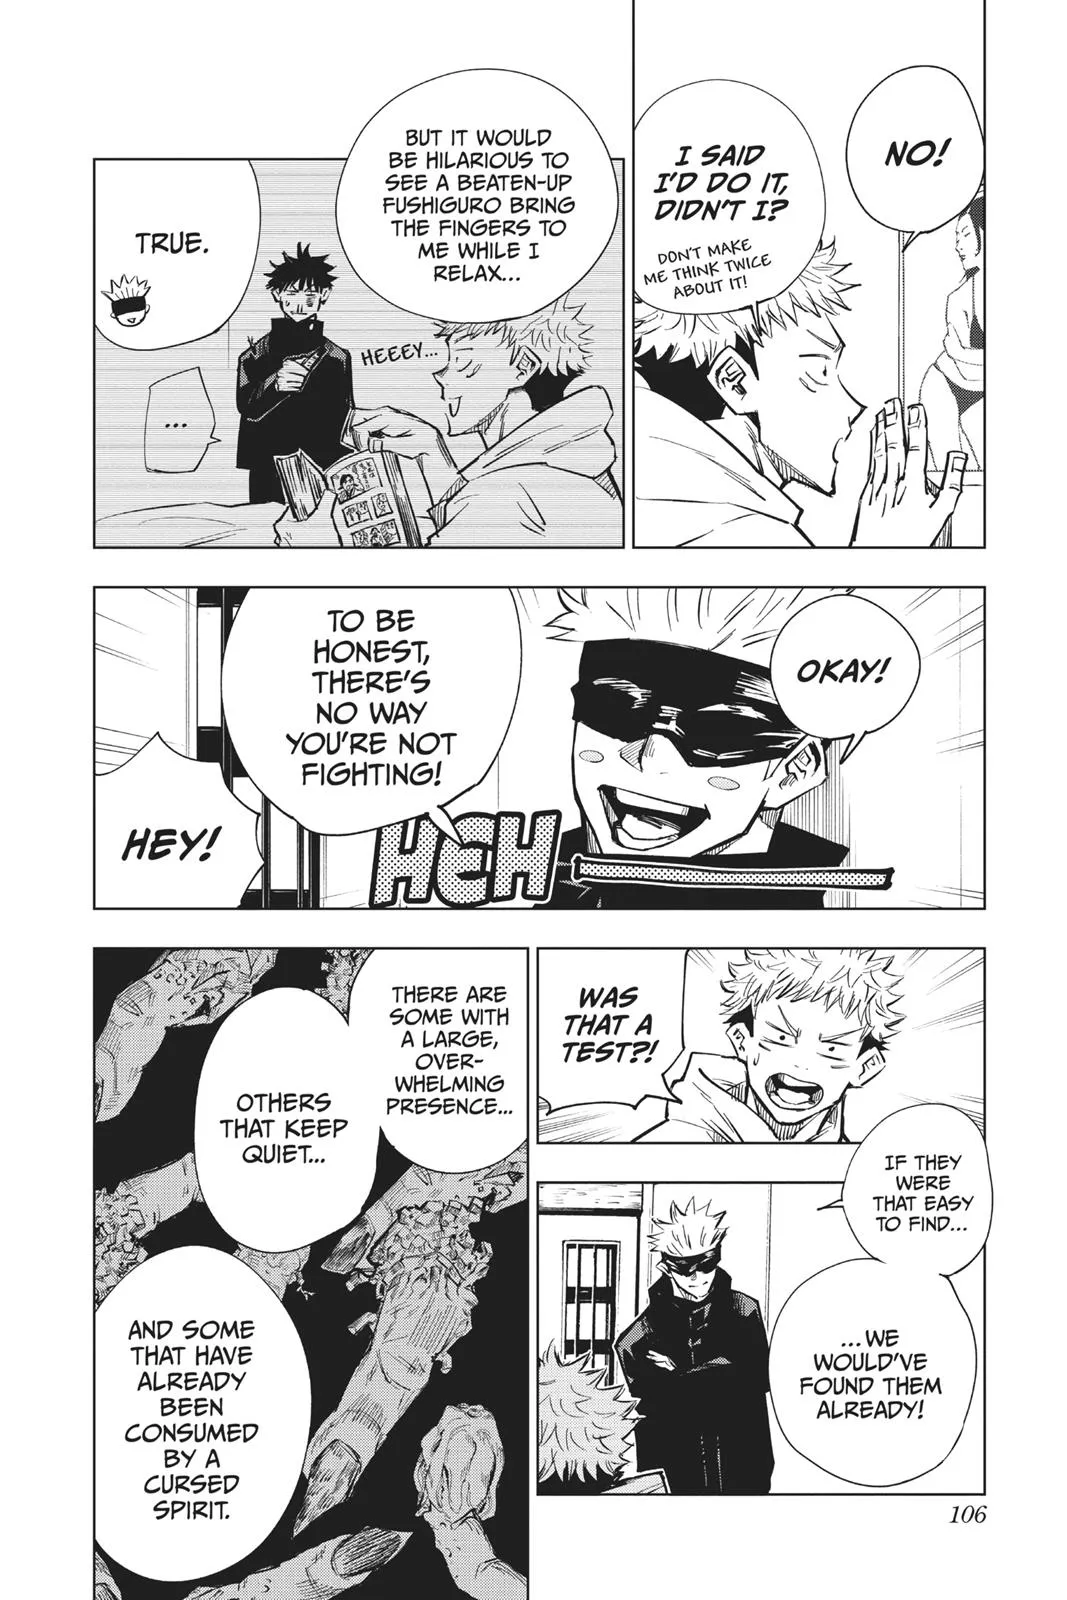 NO!
I SAID
I'D DO IT,
DIDN'T I?
DON'T MAKE
ME THINK TWICE
ABOUT IT!
BUT IT WOULD
BE HILARIOUS TO
SEE A BEATEN-UP
FUSHIGURO BRING
THE FINGERS TO
ME WHILE I
RELAX...
HEEEY...
TRUE.
...
OKAY!
TO BE
HONEST,
THERE'S
NO WAY
YOU'RE NOT
FIGHTING!
HEH
HEY!
WAS
THAT A
TEST?!
IF THEY
WERE
THAT EASY
TO FIND...
...WE
WOULD'VE
FOUND THEM
ALREADY!
THERE ARE
SOME WITH
A LARGE,
OVER-
WHELMING
PRESENCE...
OTHERS
THAT KEEP
QUIET...
AND SOME
THAT HAVE
ALREADY
BEEN
CONSUMED
BY A
CURSED
SPIRIT.
106